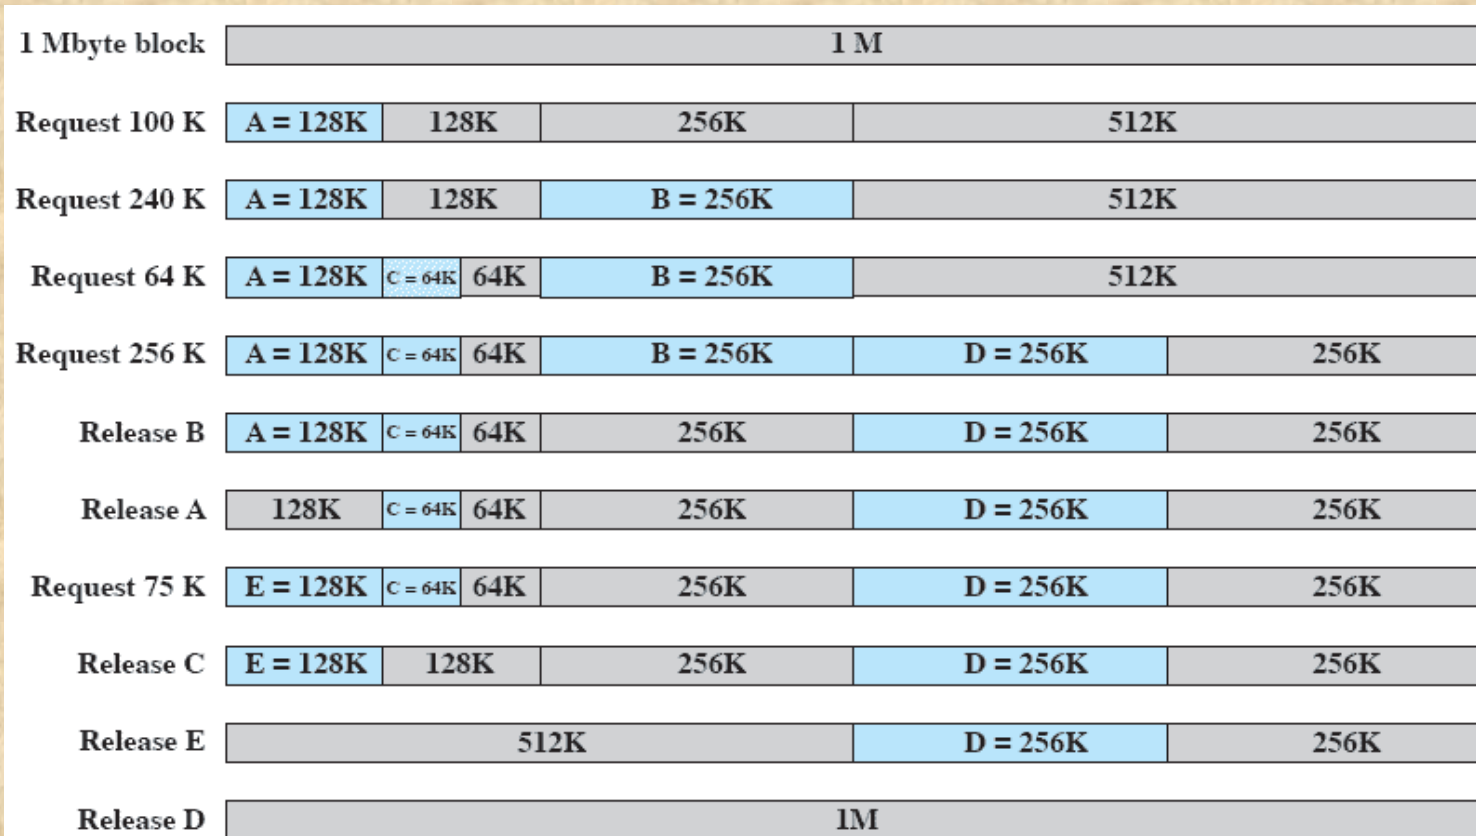 1 Mbyte block 1 M
Request 100 K A = 128K 128K 256K 512K
Request 240 K A = 128K 128K B = 256K 512K
Request 64 K A = 128K C = 64K 64K B = 256K 512K
Request 256 K A = 128K C = 64K 64K B = 256K D = 256K 256K
Release B A = 128K C = 64K 64K 256K D = 256K 256K
Release A 128K C = 64K 64K 256K D = 256K 256K
Request 75 K E = 128K C = 64K 64K 256K D = 256K 256K
Release C E = 128K 128K 256K D = 256K 256K
Release E 512K D = 256K 256K
Release D 1M